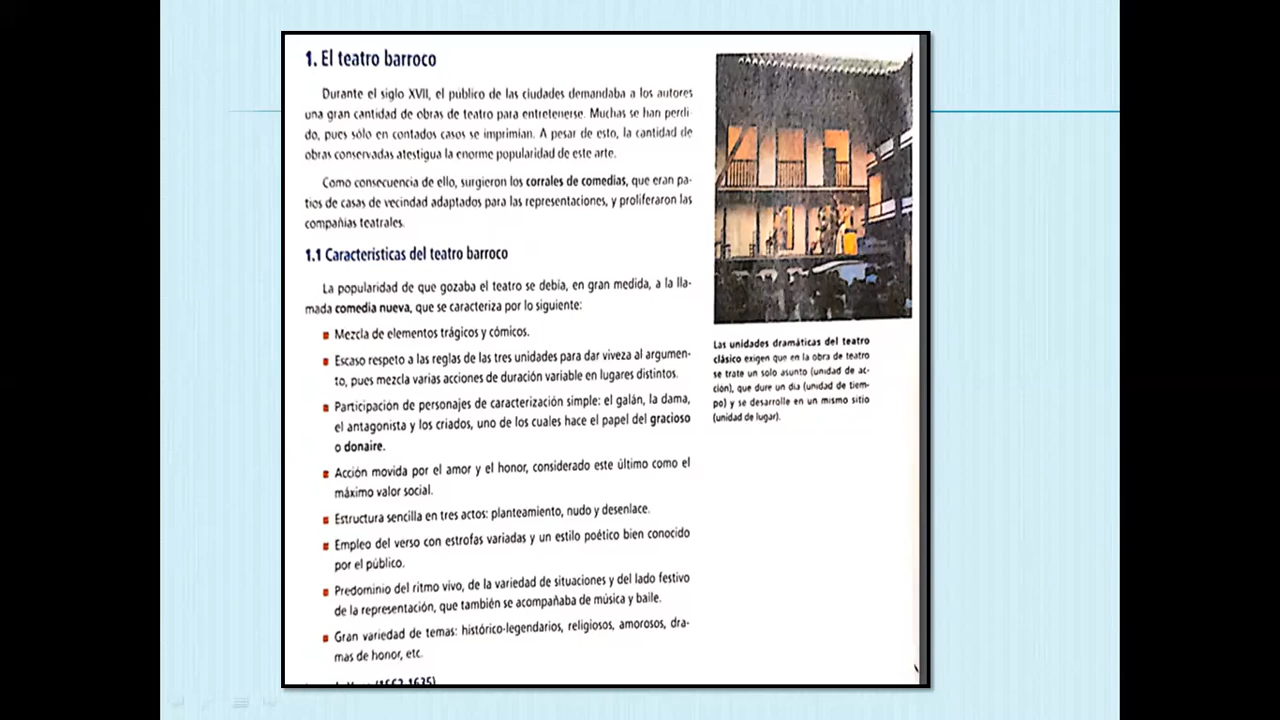 1. El teatro barroco
Durante el siglo XVII, el publico de las ciudades demandaba a los autores
una gran cantidad de obras de teatro para entretenerse. Muchas se han perdi-
do, pues sólo en contados casos se imprimian. A pesar de esto, la cantidad de
obras conservadas atestigua la enorme popularidad de este arte.
Como consecuencia de ello, surgieron los corrales de comedias, que eran pa-
tios de casas de vecindad adaptados para las representaciones, y proliferaron las
compañias teatrales.
1.1 Características del teatro barroco
La popularidad de que gozaba el teatro se debía, en gran medida, a la lla-
mada comedia nueva, que se caracteriza por lo siguiente:
Mezcla de elementos trágicos y cómicos.
Escaso respeto a las reglas de las tres unidades para dar viveza al argumen-
to, pues mezcla varias acciones de duración variable en lugares distintos.
Participación de personajes de caracterización simple: el galán, la dama,
el antagonista y los criados, uno de los cuales hace el papel del gracioso
o donaire.
Acción movida por el amor y el honor, considerado este último como el
máximo valor social.
Estructura sencilla en tres actos: planteamiento, nudo y desenlace.
Empleo del verso con estrofas variadas y un estilo poético bien conocido
por el público.
Predominio del ritmo vivo, de la variedad de situaciones y del lado festivo
de la representación, que también se acompañaba de música y baile.
Gran variedad de temas: histórico-legendarios, religiosos, amorosos, dra-
mas de honor, etc.
Las unidades dramáticas del teatro
clásico exigen que en la obra de teatro
se trate un solo asunto (unidad de ac-
ción), que dure un día (unidad de tiem-
po) y se desarrolle en un mismo sitio
(unidad de lugar).